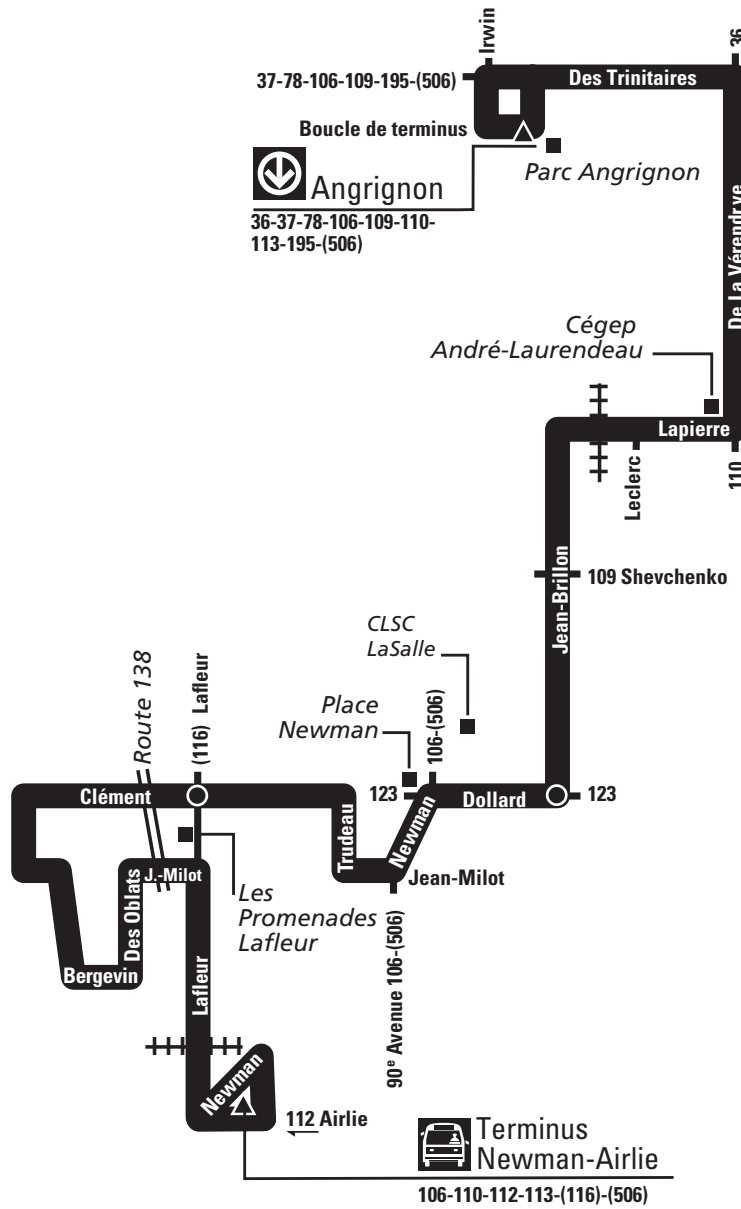 Irwin
36
37-78-106-109-195-(506)
Des Trinitaires
Boucle de terminus
Parc Angrignon
Angrignon
36-37-78-106-109-110-
113-195-(506)
De La Vérendrye
Cégep
André-Laurendeau
Lapierre
Leclerc
110
Jean-Brillon
109 Shevchenko
CLSC
LaSalle
Route 138
(116) Lafleur
Place
Newman
106-(506)
Clément
123
Dollard
123
Newman
Trudeau
Jean-Milot
J.-Milot
Des Oblats
Les
Promenades
Lafleur
Bergevin
Lafleur
90e Avenue 106-(506)
Newman
112 Airlie
Terminus
Newman-Airlie
106-110-112-113-(116)-(506)